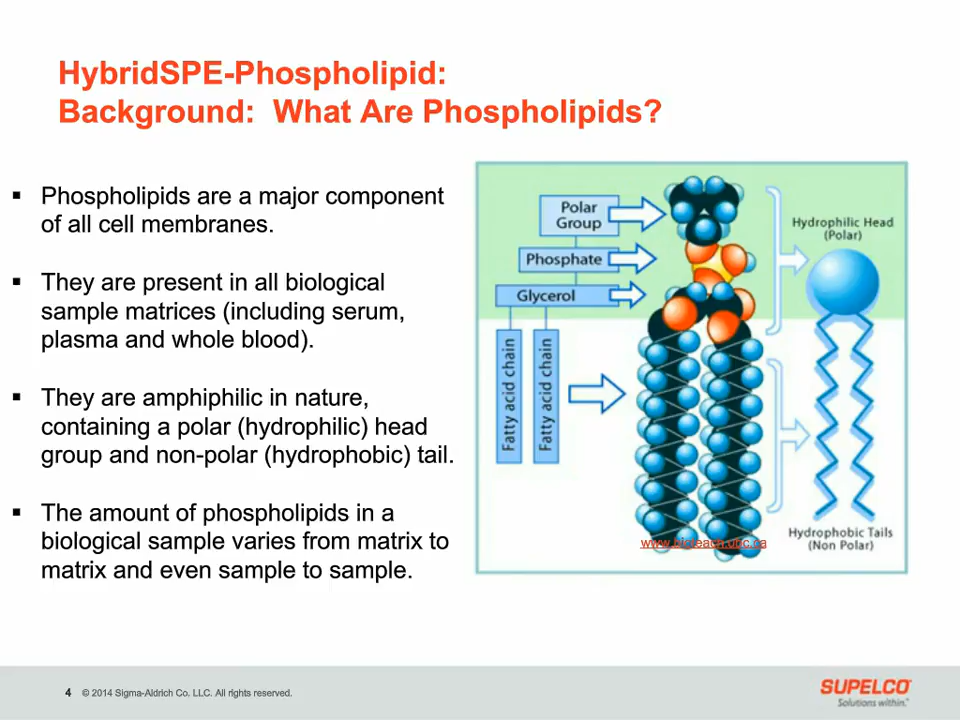 HybridSPE-Phospholipid:
Background: What Are Phospholipids?
▪ Phospholipids are a major component
of all cell membranes.
▪ They are present in all biological
sample matrices (including serum,
plasma and whole blood).
▪ They are amphiphilic in nature,
containing a polar (hydrophilic) head
group and non-polar (hydrophobic) tail.
▪ The amount of phospholipids in a
biological sample varies from matrix to
matrix and even sample to sample.
Polar
Group
Phosphate
Glycerol
Fatty acid chain
Fatty acid chain
Hydrophilic Head
(Polar)
Hydrophobic Tails
(Non Polar)
4 © 2014 Sigma-Aldrich Co. LLC. All rights reserved.
SUPELCO
Solutions within.™